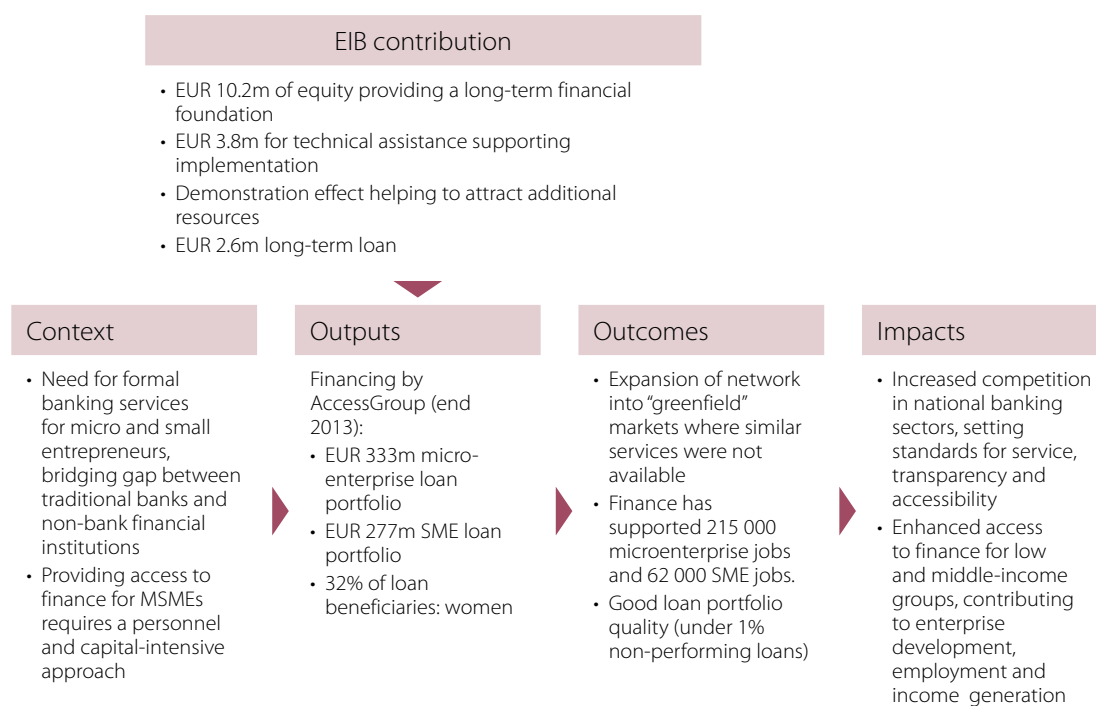 EIB contribution
• EUR 10.2m of equity providing a long-term financial
foundation
• EUR 3.8m for technical assistance supporting
implementation
• Demonstration effect helping to attract additional
resources
• EUR 2.6m long-term loan
Context
• Need for formal
banking services
for micro and small
entrepreneurs,
bridging gap between
traditional banks and
non-bank financial
institutions
• Providing access to
finance for MSMEs
requires a personnel
and capital-intensive
approach
Outputs
Financing by
AccessGroup (end
2013):
• EUR 333m micro-
enterprise loan
portfolio
• EUR 277m SME loan
portfolio
• 32% of loan
beneficiaries: women
Outcomes
• Expansion of network
into “greenfield”
markets where similar
services were not
available
• Finance has
supported 215 000
microenterprise jobs
and 62 000 SME jobs.
• Good loan portfolio
quality (under 1%
non-performing loans)
Impacts
• Increased competition
in national banking
sectors, setting
standards for service,
transparency and
accessibility
• Enhanced access
to finance for low
and middle-income
groups, contributing
to enterprise
development,
employment and
income generation